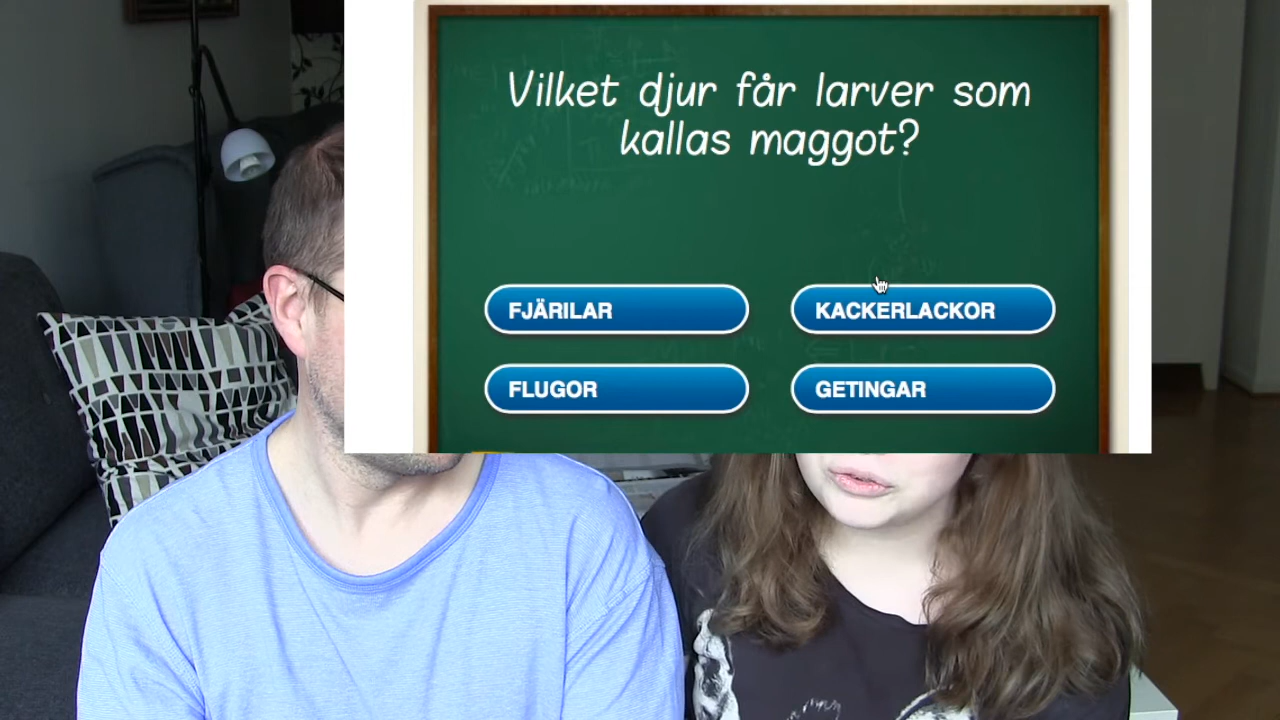 Vilket djur får larver som
kallas maggot?
FJÄRILAR
KACKERLACKOR
FLUGOR
GETINGAR